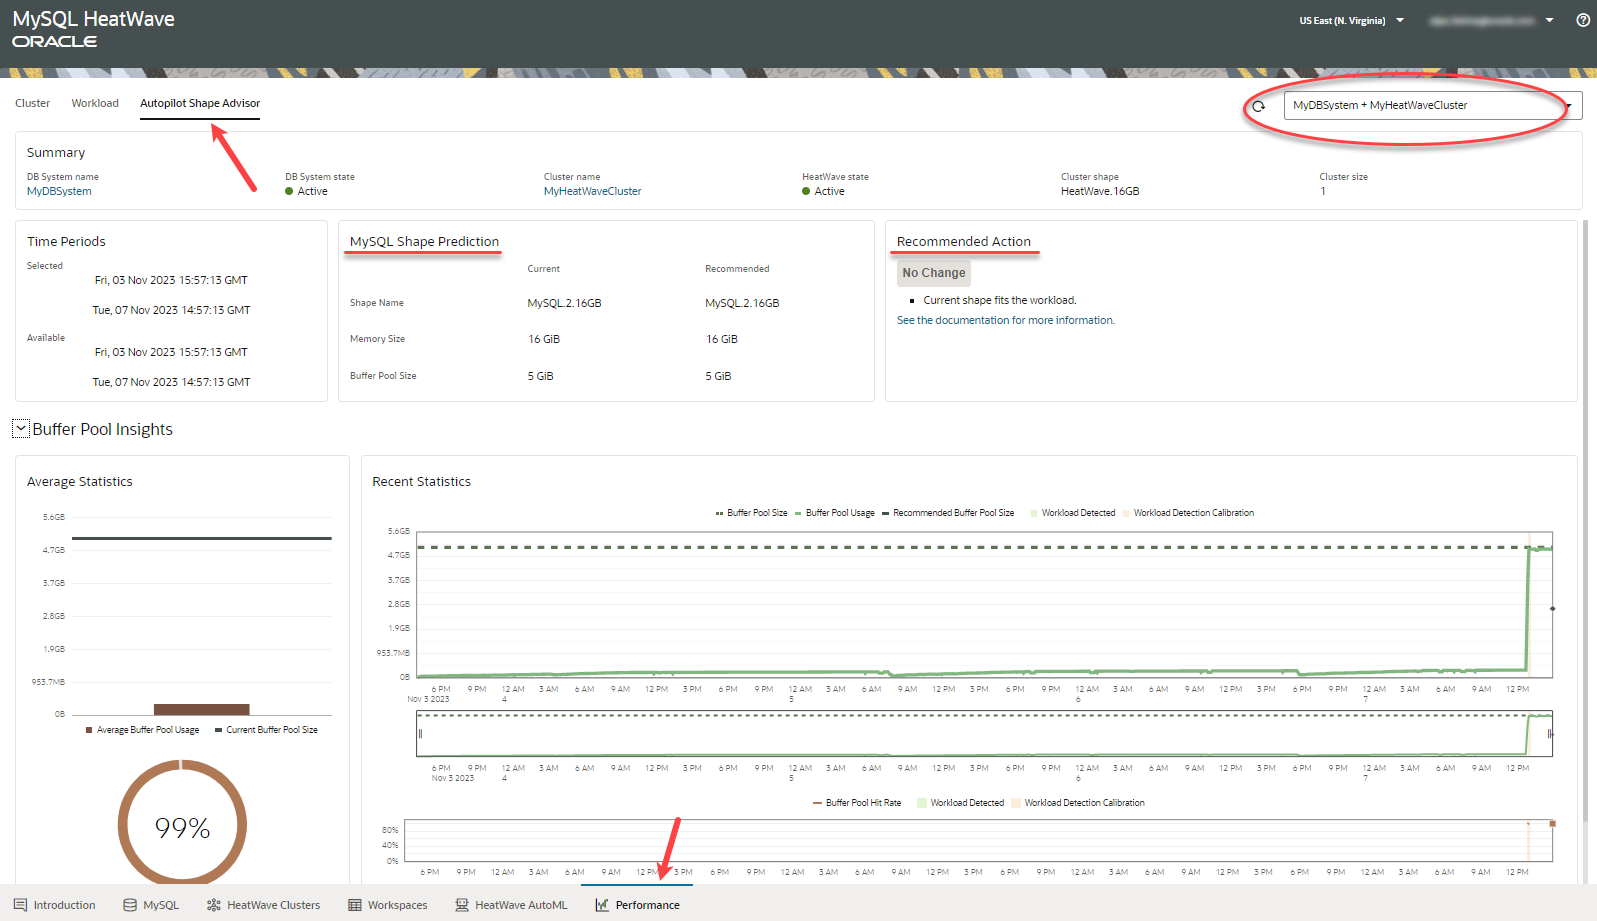 MySQL HeatWave
ORACLE
US East (N. Virginia)
Cluster Workload Autopilot Shape Advisor
MyDBSystem + MyHeatWaveCluster
Summary
DB System name DB System state Cluster name HeatWave state Cluster shape Cluster size
MyDBSystem Active MyHeatWaveCluster Active HeatWave.16GB 1
Time Periods
Selected
Fri, 03 Nov 2023 15:57:13 GMT
Tue, 07 Nov 2023 14:57:13 GMT
Available
Fri, 03 Nov 2023 15:57:13 GMT
Tue, 07 Nov 2023 14:57:13 GMT
MySQL Shape Prediction
Current Recommended
Shape Name MySQL.2.16GB MySQL.2.16GB
Memory Size 16 GiB 16 GiB
Buffer Pool Size 5 GiB 5 GiB
Recommended Action
No Change
Current shape fits the workload.
See the documentation for more information.
Buffer Pool Insights
Average Statistics
5.6GB
4.7GB
3.7GB
2.8GB
1.9GB
953.7MB
0B
Average Buffer Pool Usage Current Buffer Pool Size
99%
Recent Statistics
Buffer Pool Size Buffer Pool Usage Recommended Buffer Pool Size Workload Detected Workload Detection Calibration
5.6GB
4.7GB
3.7GB
2.8GB
1.9GB
953.7MB
0B
6 PM 9 PM 12 AM 3 AM 6 AM 9 AM 12 PM 3 PM 6 PM 9 PM 12 AM 3 AM 6 AM 9 AM 12 PM 3 PM 6 PM 9 PM 12 AM 3 AM 6 AM 9 AM 12 PM 3 PM 6 PM 9 PM 12 AM 3 AM 6 AM 9 AM 12 PM
Nov 3 2023 4 5 6 7
6 PM 9 PM 12 AM 3 AM 6 AM 9 AM 12 PM 3 PM 6 PM 9 PM 12 AM 3 AM 6 AM 9 AM 12 PM 3 PM 6 PM 9 PM 12 AM 3 AM 6 AM 9 AM 12 PM 3 PM 6 PM 9 PM 12 AM 3 AM 6 AM 9 AM 12 PM
Nov 3 2023 4 5 6 7
Buffer Pool Hit Rate Workload Detected Workload Detection Calibration
80%
40%
0%
6 PM 9 PM 12 AM 3 AM 6 AM 9 AM 12 PM 3 PM 6 PM 9 PM 12 AM 3 AM 6 AM 9 AM 12 PM 3 PM 6 PM 9 PM 12 AM 3 AM 6 AM 9 AM 12 PM 3 PM 6 PM 9 PM 12 AM 3 AM 6 AM 9 AM 12 PM
Introduction MySQL HeatWave Clusters Workspaces HeatWave AutoML Performance